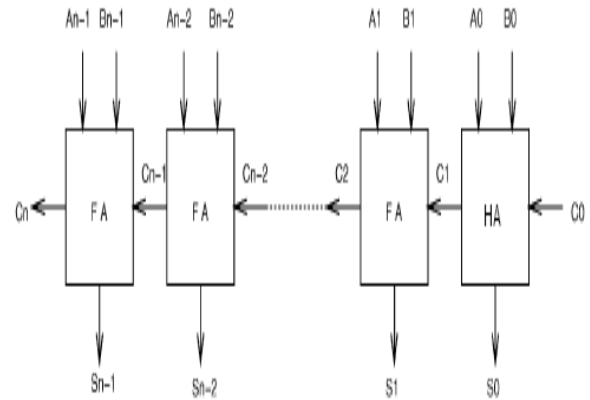 An-1 Bn-1 An-2 Bn-2 A1 B1 A0 B0
Cn-1 Cn-2 C2 C1
Cn FA FA FA HA C0
Sn-1 Sn-2 S1 S0